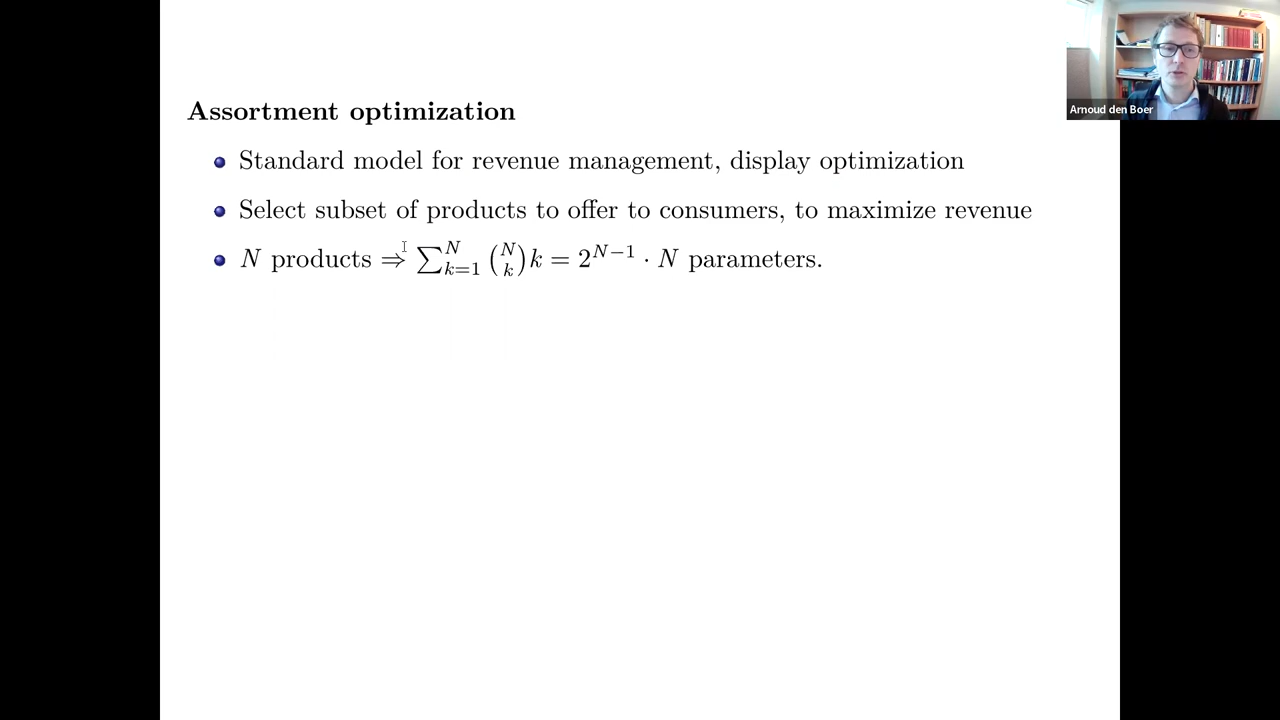 Assortment optimization
Standard model for revenue management, display optimization
Select subset of products to offer to consumers, to maximize revenue
N products ⇒ ∑_{k=1}^{N} \binom{N}{k} k = 2^{N−1} · N parameters.
Arnoud den Boer